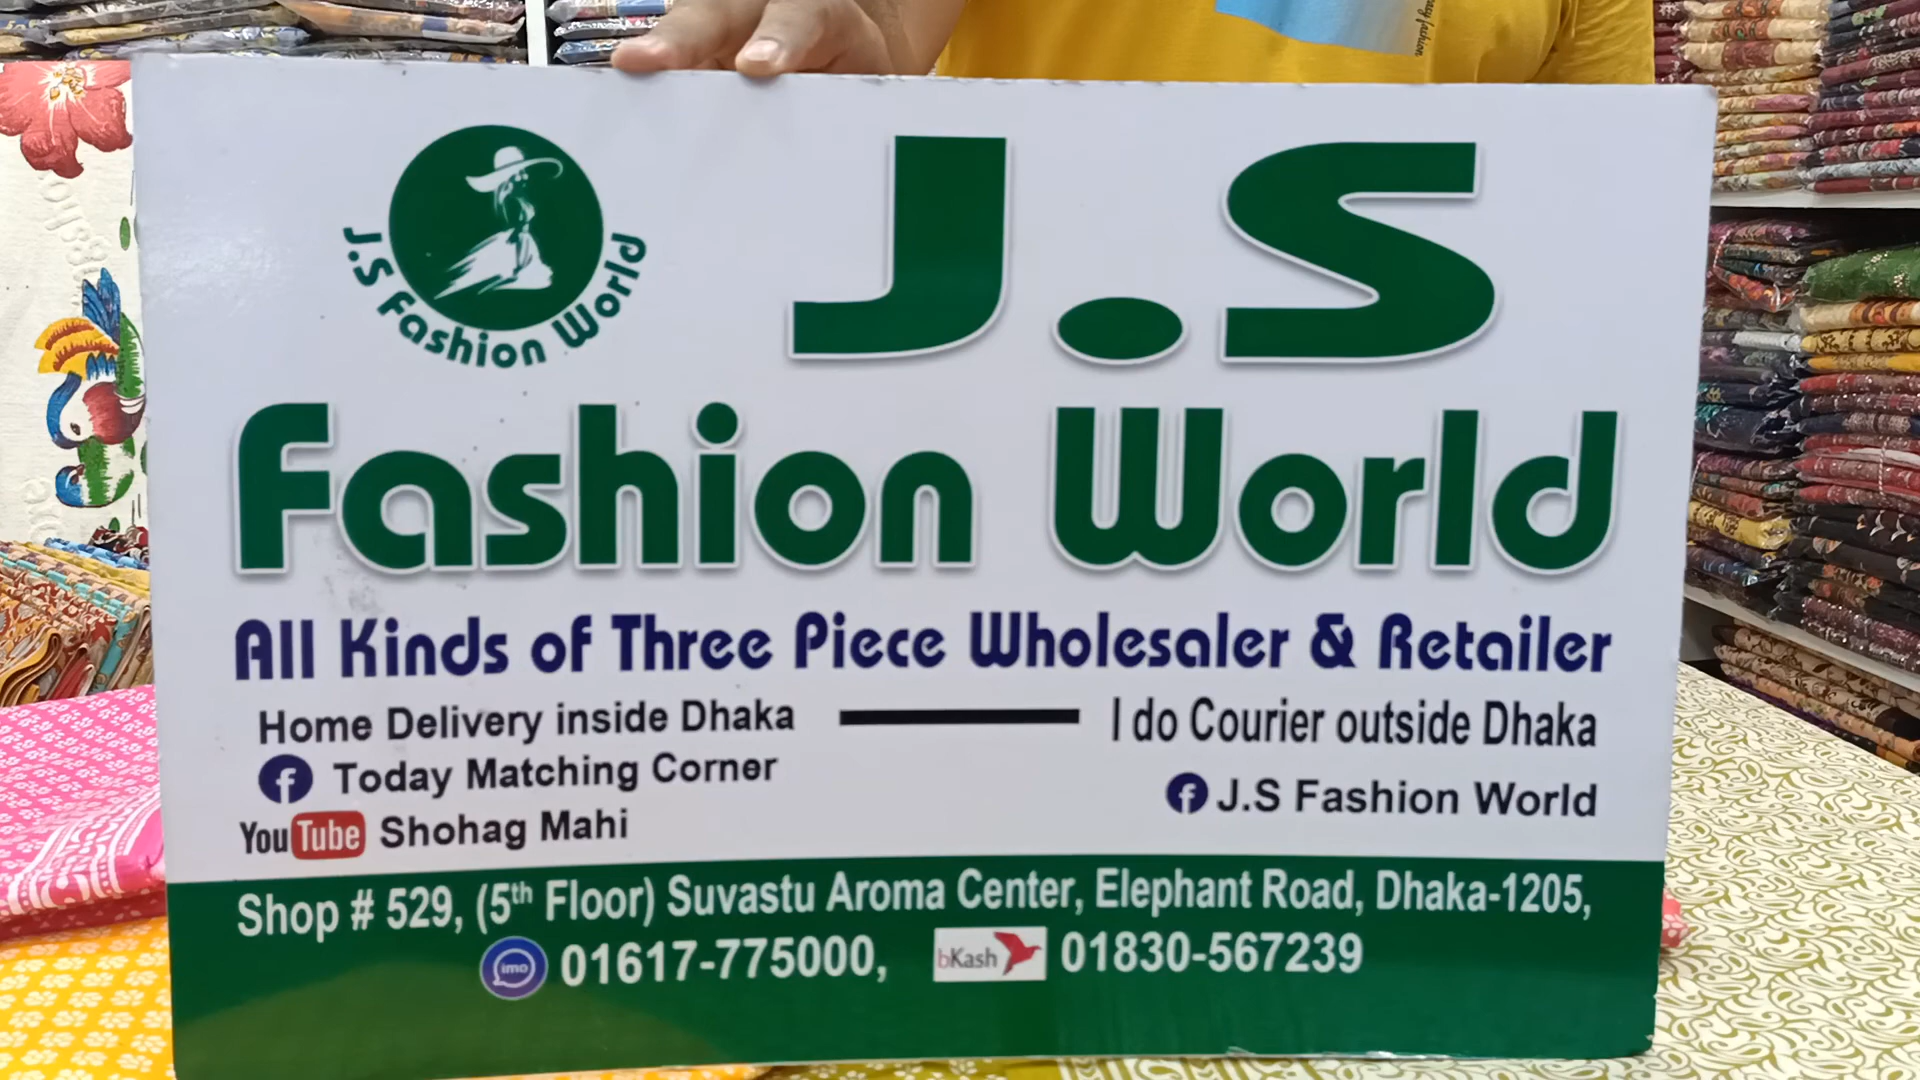 J.S Fashion World
J.S
Fashion World
All Kinds of Three Piece Wholesaler & Retailer
Home Delivery inside Dhaka
I do Courier outside Dhaka
Today Matching Corner
J.S Fashion World
YouTube Shohag Mahi
Shop # 529, (5th Floor) Suvastu Aroma Center, Elephant Road, Dhaka-1205,
imo 01617-775000, bKash 01830-567239